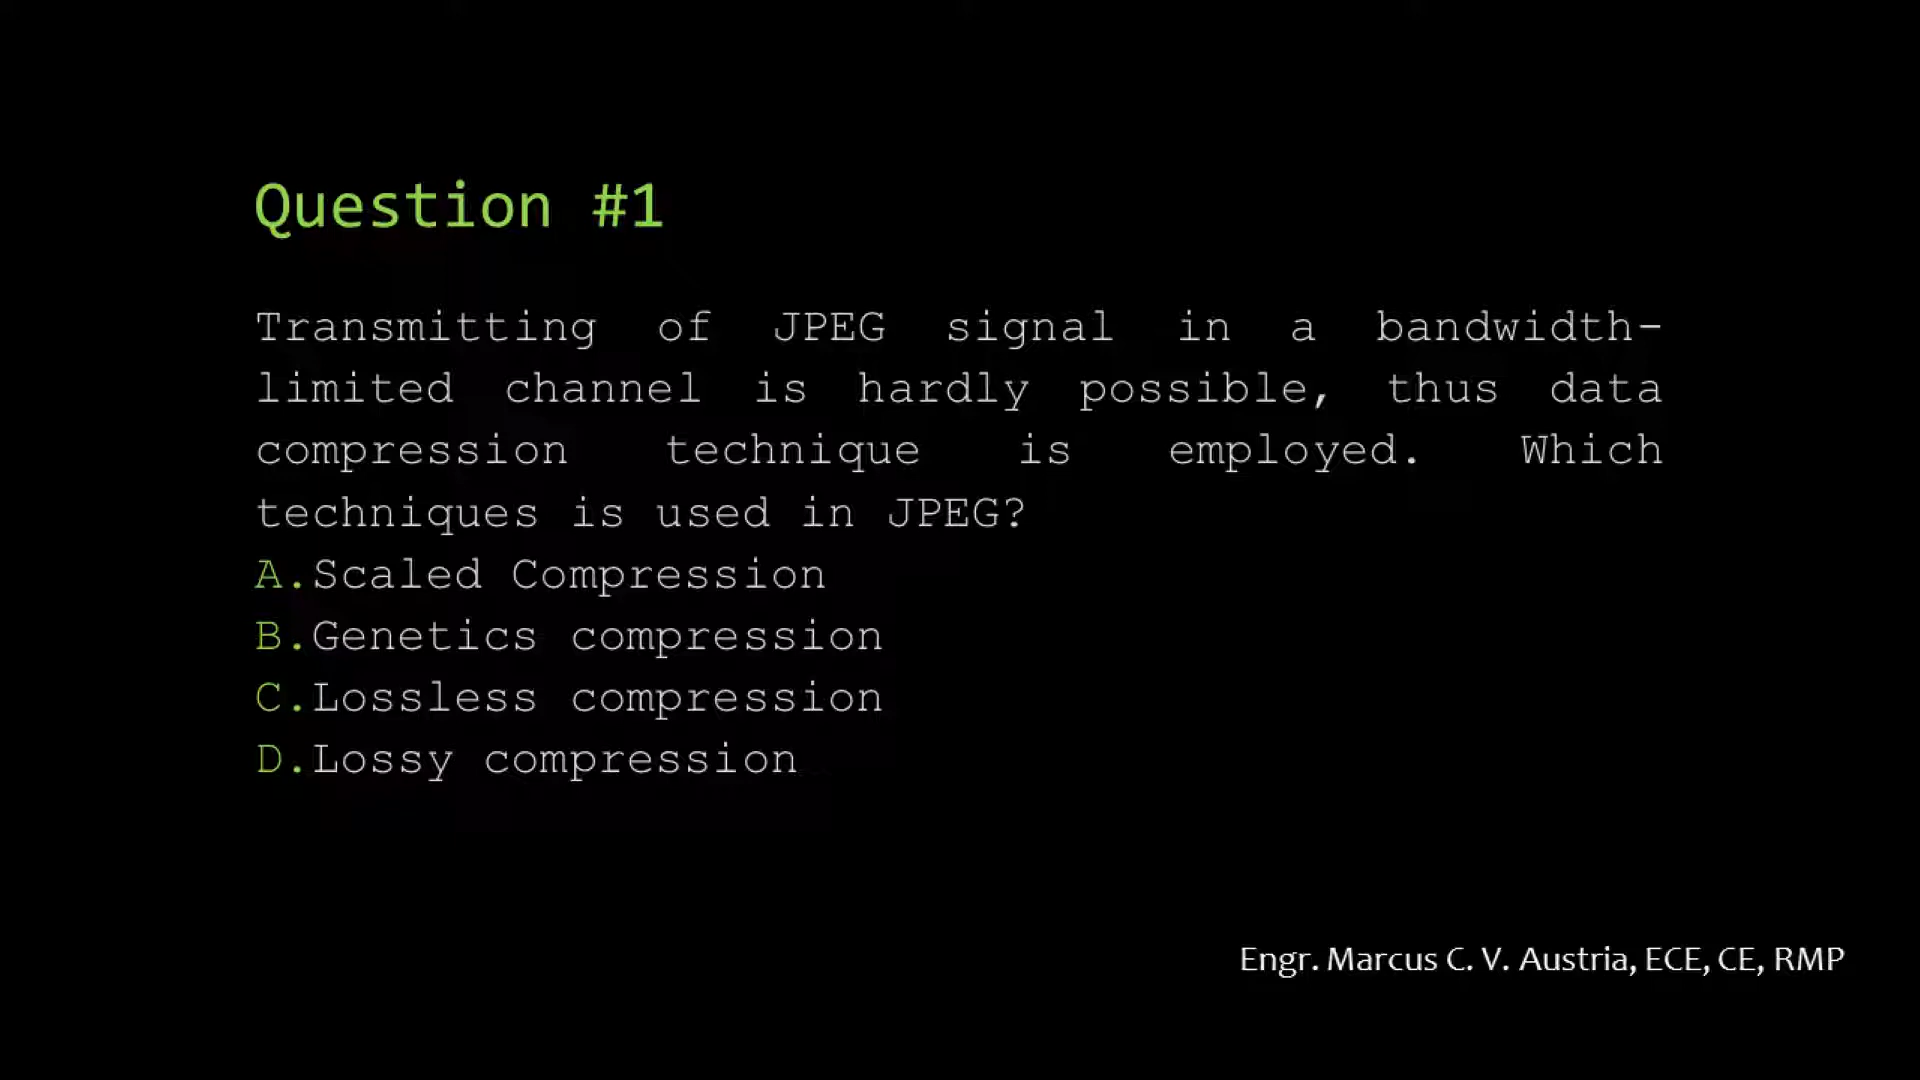 Question #1
Transmitting of JPEG signal in a bandwidth-
limited channel is hardly possible, thus data
compression technique is employed. Which
techniques is used in JPEG?
A.Scaled Compression
B.Genetics compression
C.Lossless compression
D.Lossy compression
Engr. Marcus C. V. Austria, ECE, CE, RMP